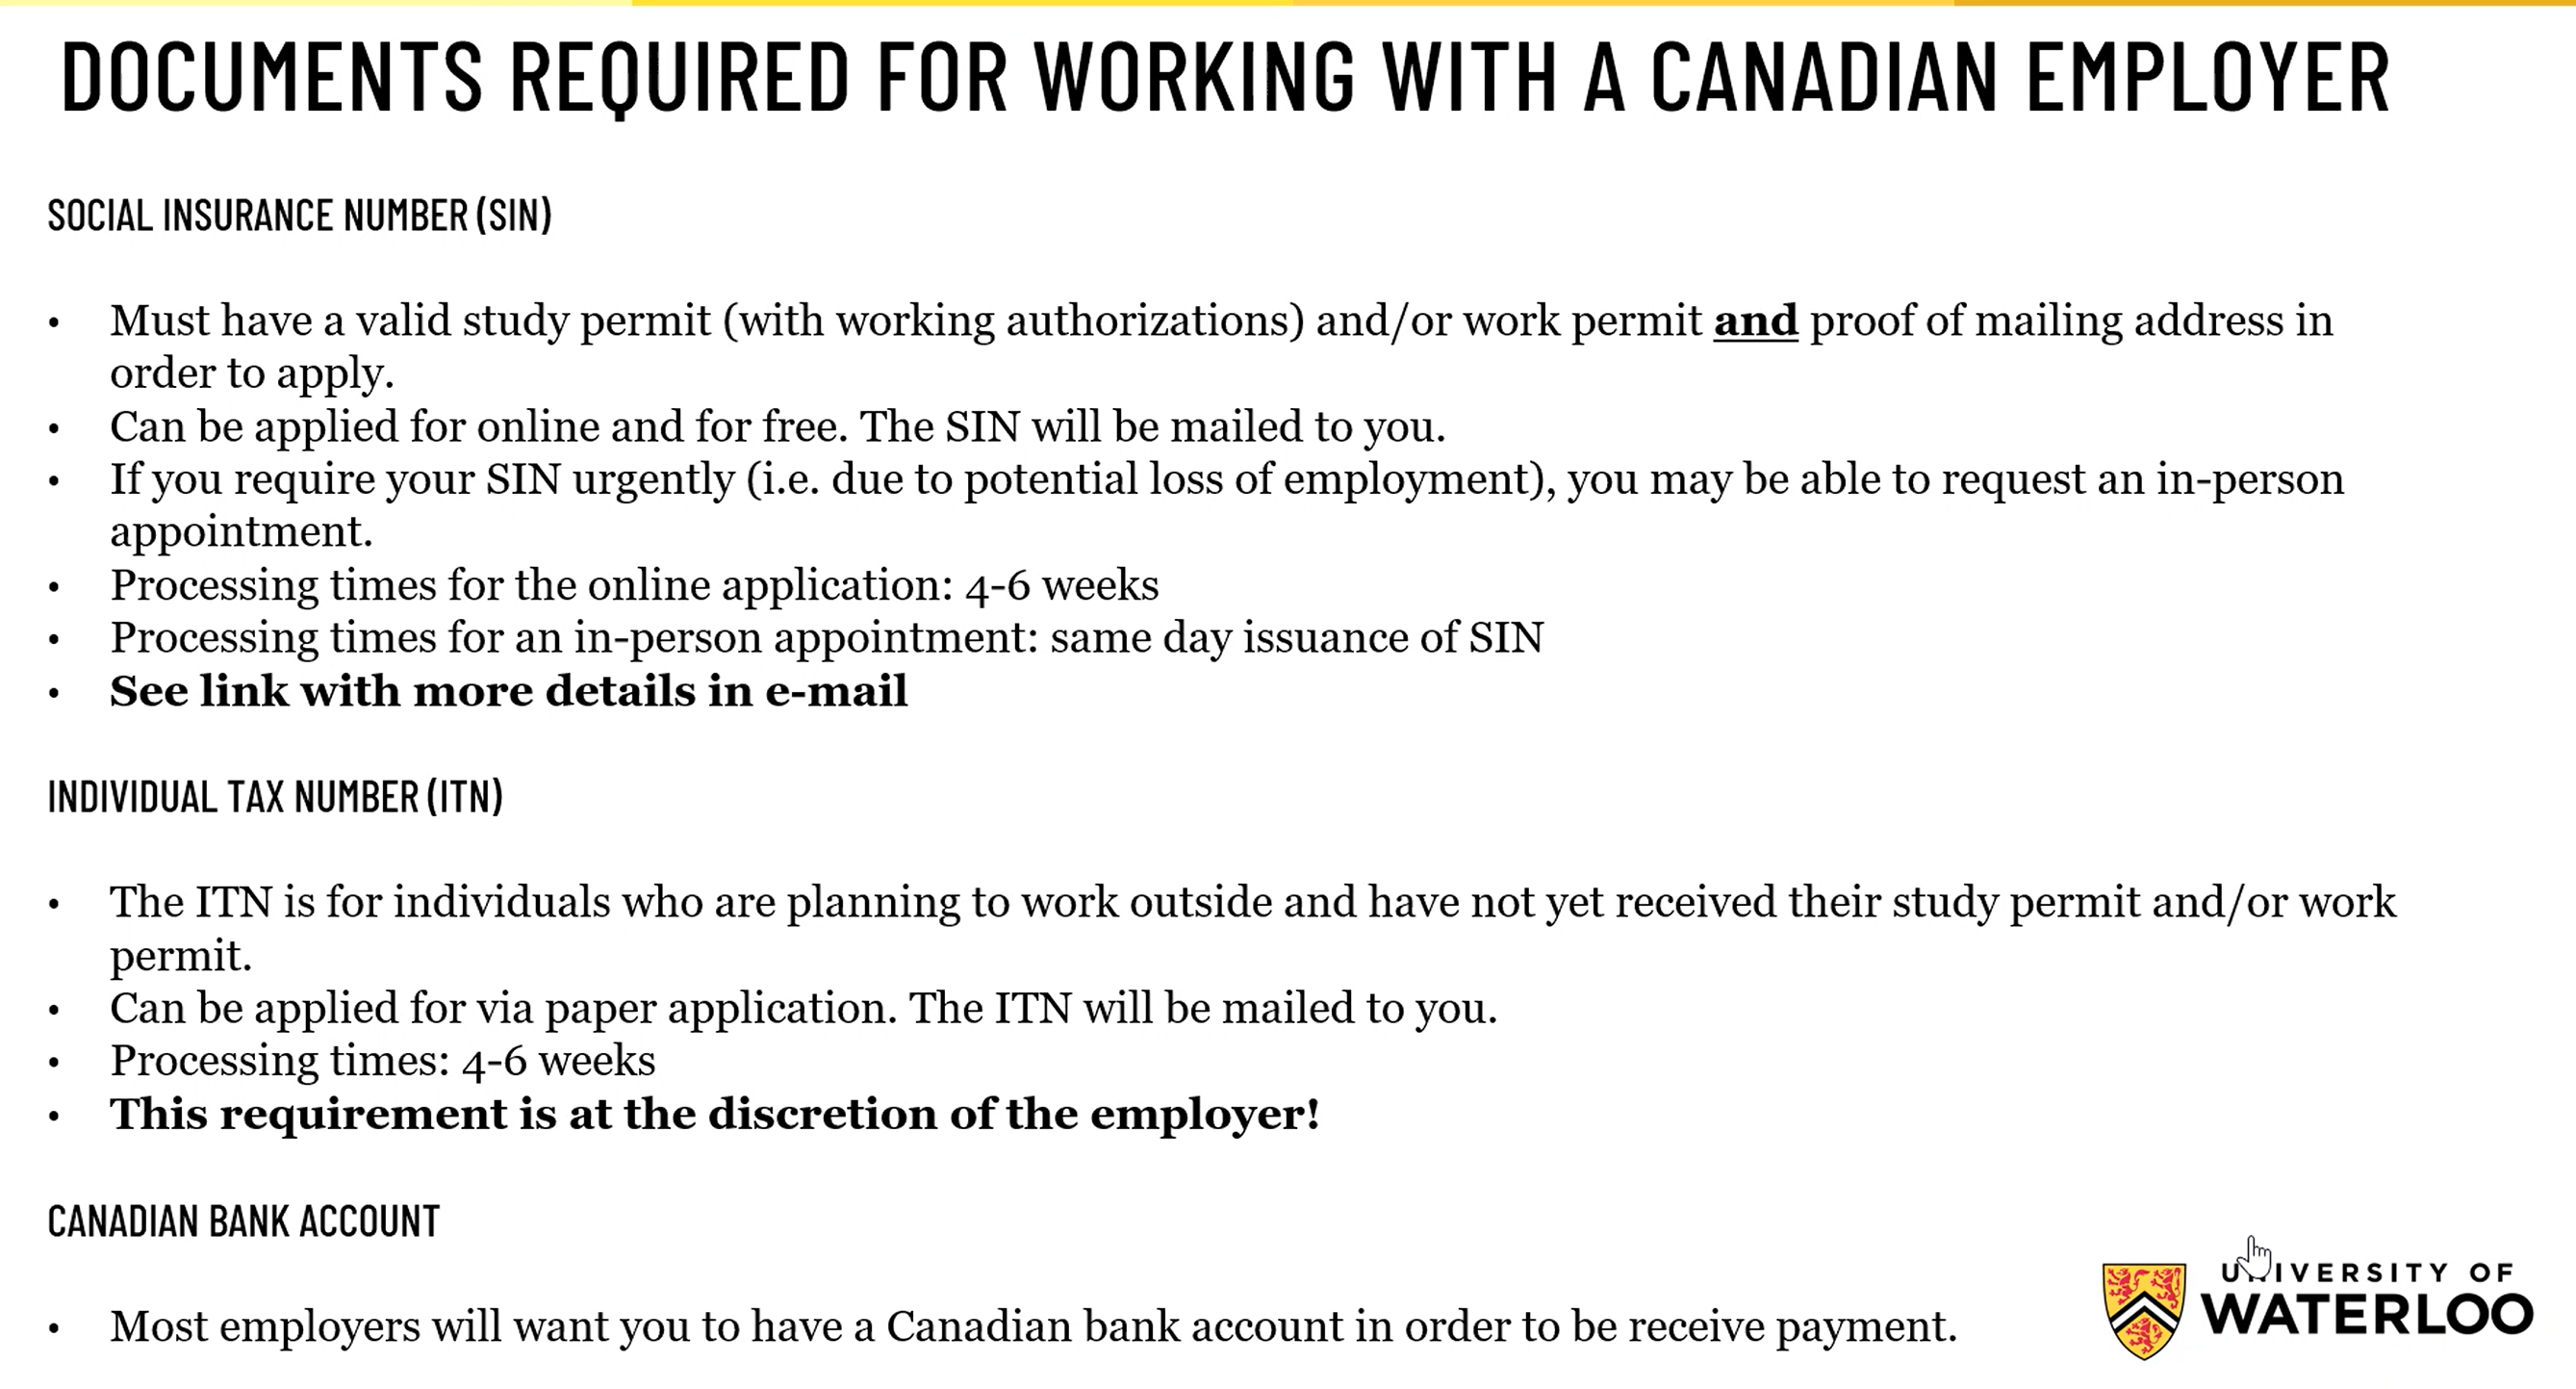 DOCUMENTS REQUIRED FOR WORKING WITH A CANADIAN EMPLOYER
SOCIAL INSURANCE NUMBER (SIN)
• Must have a valid study permit (with working authorizations) and/or work permit and proof of mailing address in
order to apply.
• Can be applied for online and for free. The SIN will be mailed to you.
• If you require your SIN urgently (i.e. due to potential loss of employment), you may be able to request an in-person
appointment.
• Processing times for the online application: 4-6 weeks
• Processing times for an in-person appointment: same day issuance of SIN
• See link with more details in e-mail
INDIVIDUAL TAX NUMBER (ITN)
• The ITN is for individuals who are planning to work outside and have not yet received their study permit and/or work
permit.
• Can be applied for via paper application. The ITN will be mailed to you.
• Processing times: 4-6 weeks
• This requirement is at the discretion of the employer!
CANADIAN BANK ACCOUNT
• Most employers will want you to have a Canadian bank account in order to be receive payment.
UNIVERSITY OF
WATERLOO